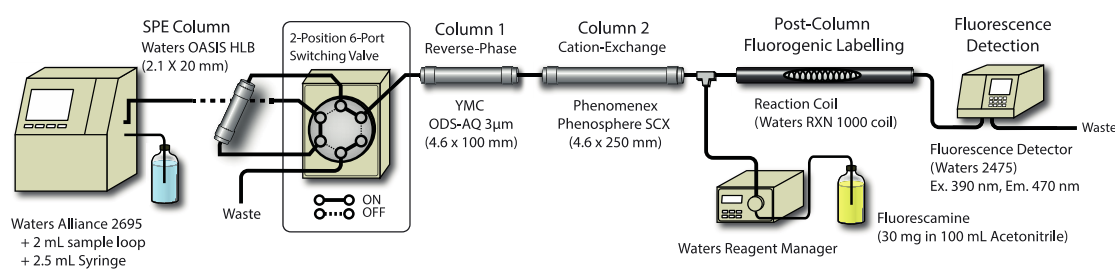 SPE Column
Waters OASIS HLB
(2.1 X 20 mm)
2-Position 6-Port
Switching Valve
Column 1
Reverse-Phase
Column 2
Cation-Exchange
Post-Column
Fluorogenic Labelling
Fluorescence
Detection
YMC
ODS-AQ 3µm
(4.6 x 100 mm)
Phenomenex
Phenosphere SCX
(4.6 x 250 mm)
Reaction Coil
(Waters RXN 1000 coil)
Waste
Fluorescence Detector
(Waters 2475)
Ex. 390 nm, Em. 470 nm
Waste
ON
OFF
Waters Alliance 2695
+ 2 mL sample loop
+ 2.5 mL Syringe
Waters Reagent Manager
Fluorescamine
(30 mg in 100 mL Acetonitrile)